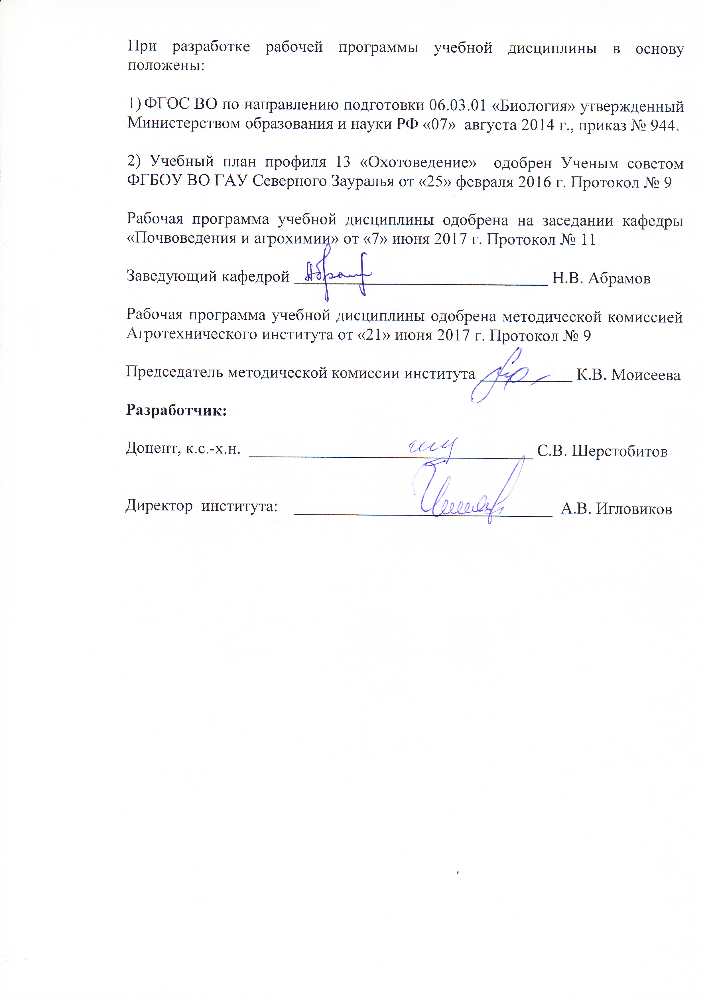 При разработке рабочей программы учебной дисциплины в основу
положены:
1) ФГОС ВО по направлению подготовки 06.03.01 «Биология» утвержденный
Министерством образования и науки РФ «07» августа 2014 г., приказ № 944.
2) Учебный план профиля 13 «Охотоведение» одобрен Ученым советом
ФГБОУ ВО ГАУ Северного Зауралья от «25» февраля 2016 г. Протокол № 9
Рабочая программа учебной дисциплины одобрена на заседании кафедры
«Почвоведения и агрохимии» от «7» июня 2017 г. Протокол № 11
Заведующий кафедрой Н.В. Абрамов
Рабочая программа учебной дисциплины одобрена методической комиссией
Агротехнического института от «21» июня 2017 г. Протокол № 9
Председатель методической комиссии института К.В. Моисеева
Разработчик:
Доцент, к.с.-х.н. С.В. Шерстобитов
Директор института: А.В. Игловиков